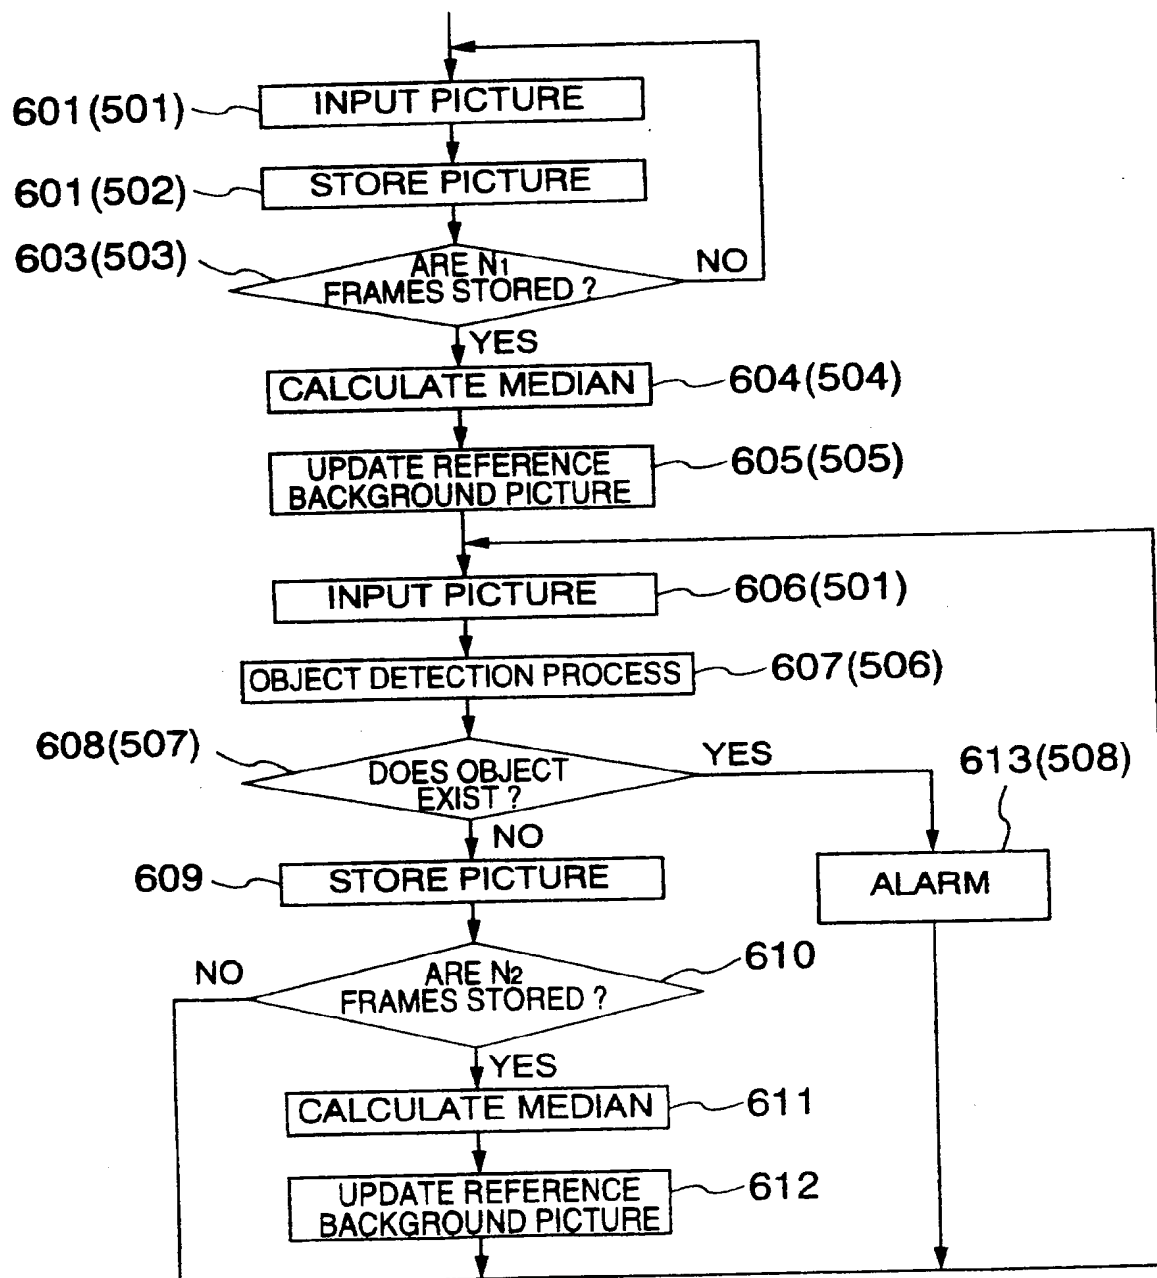 INPUT PICTURE
601(501)
STORE PICTURE
601(502)
603(503)
ARE N1
FRAMES STORED ?
NO
YES
CALCULATE MEDIAN
604(504)
UPDATE REFERENCE
BACKGROUND PICTURE
605(505)
INPUT PICTURE
606(501)
OBJECT DETECTION PROCESS
607(506)
608(507)
DOES OBJECT
EXIST ?
YES
613(508)
NO
609
STORE PICTURE
ALARM
NO
ARE N2
FRAMES STORED ?
610
YES
CALCULATE MEDIAN
611
UPDATE REFERENCE
BACKGROUND PICTURE
612